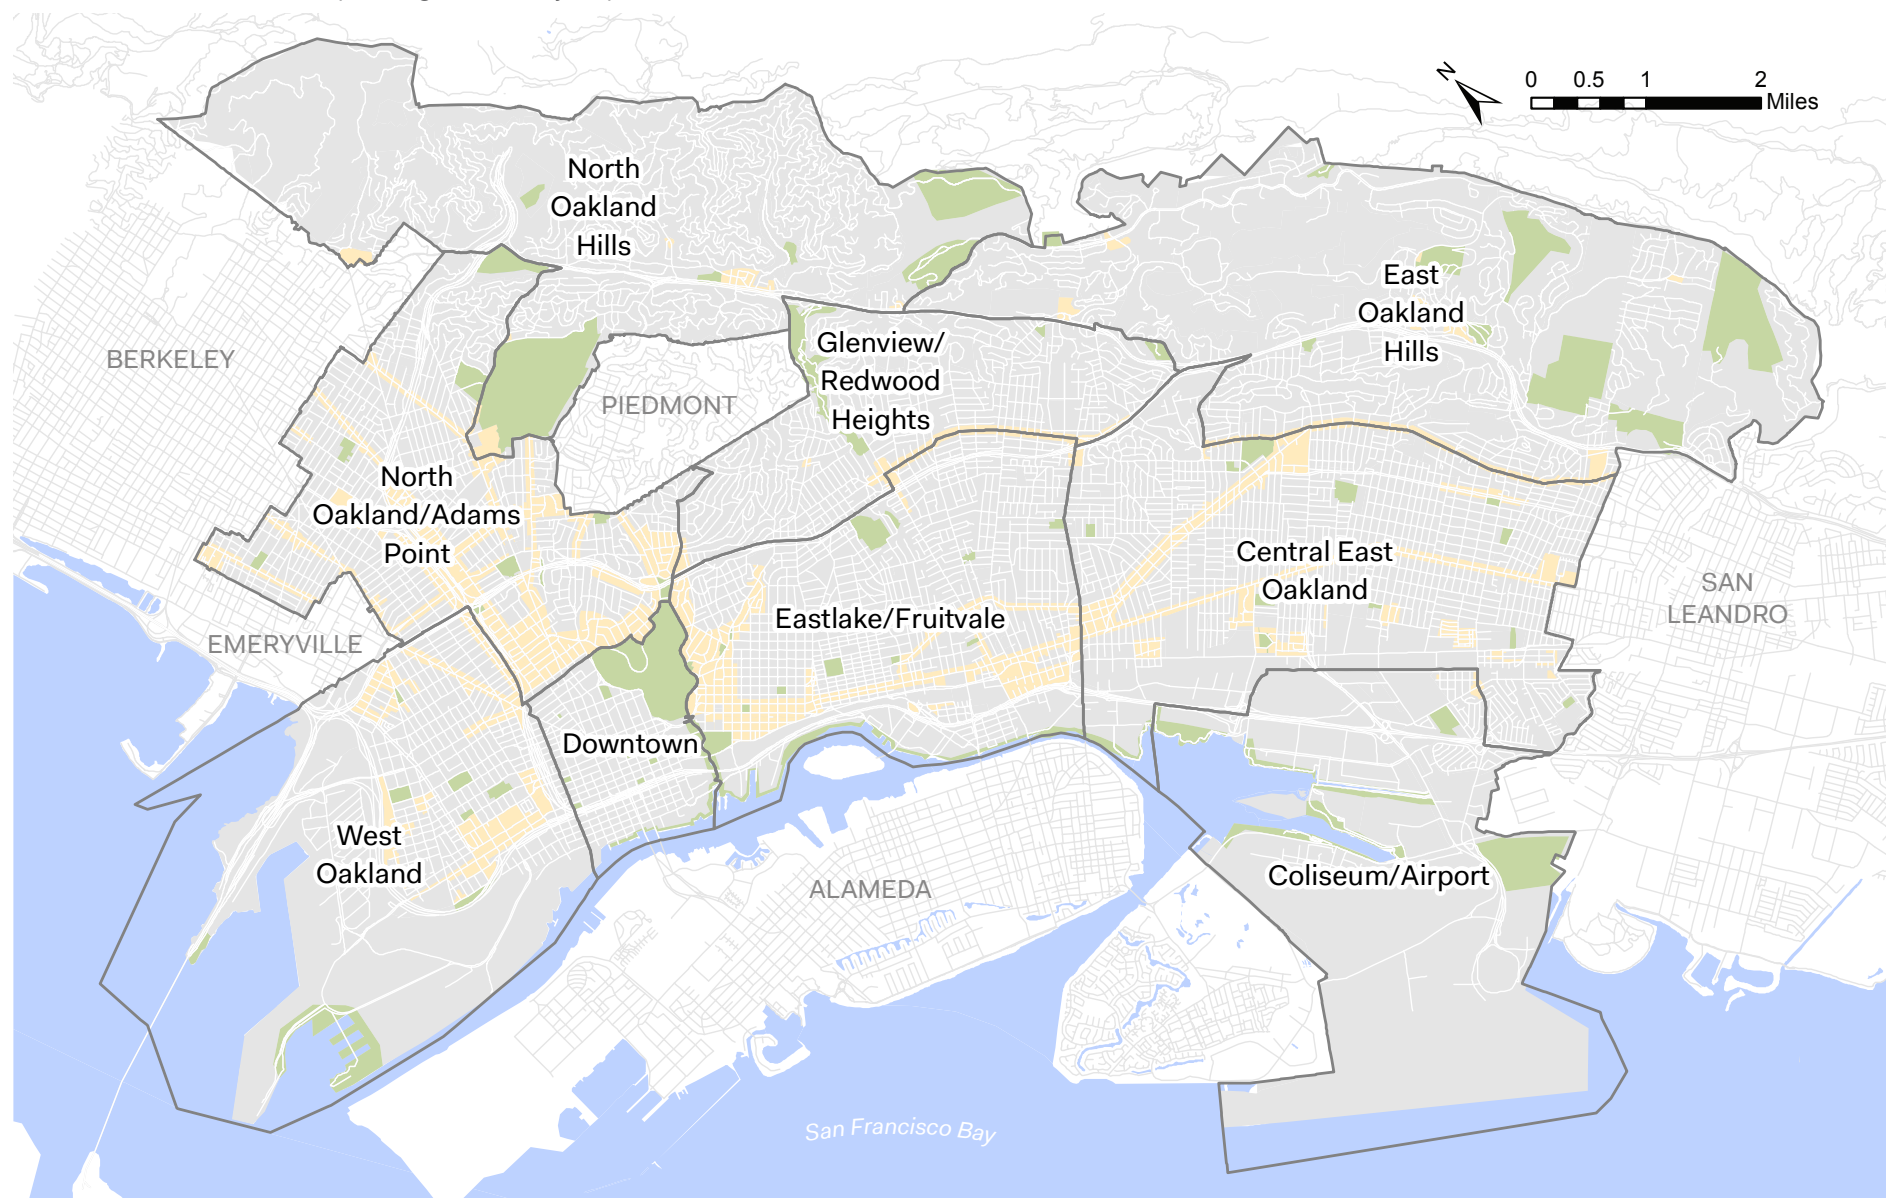 N
0 0.5 1 2
Miles
North
Oakland
Hills
East
Oakland
Hills
Glenview/
Redwood
Heights
BERKELEY
PIEDMONT
North
Oakland/Adams
Point
Central East
Oakland
SAN
LEANDRO
Eastlake/Fruitvale
EMERYVILLE
Downtown
West
Oakland
Coliseum/Airport
ALAMEDA
San Francisco Bay